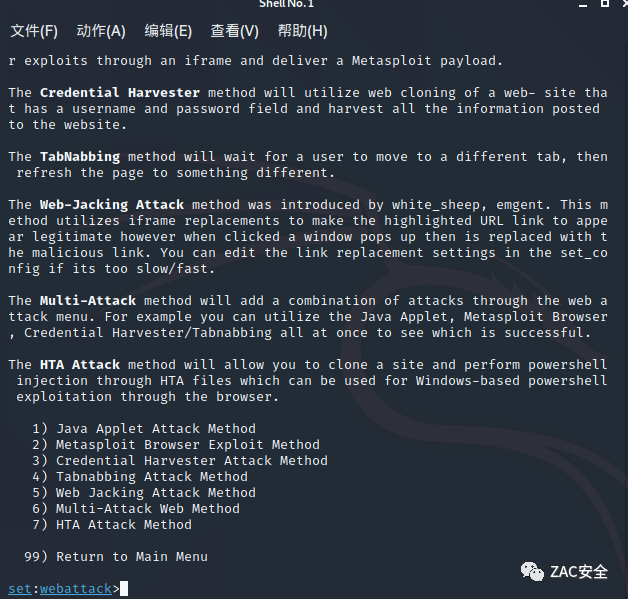 Shell No. 1
文件(F) 动作(A) 编辑(E) 查看(V) 帮助(H)
r exploits through an iframe and deliver a Metasploit payload.
The Credential Harvester method will utilize web cloning of a web- site tha
t has a username and password field and harvest all the information posted
to the website.
The TabNabbing method will wait for a user to move to a different tab, then
refresh the page to something different.
The Web-Jacking Attack method was introduced by white_sheep, emgent. This m
ethod utilizes iframe replacements to make the highlighted URL link to appe
ar legitimate however when clicked a window pops up then is replaced with t
he malicious link. You can edit the link replacement settings in the set_co
nfig if its too slow/fast.
The Multi-Attack method will add a combination of attacks through the web a
ttack menu. For example you can utilize the Java Applet, Metasploit Browser
, Credential Harvester/Tabnabbing all at once to see which is successful.
The HTA Attack method will allow you to clone a site and perform powershell
injection through HTA files which can be used for Windows-based powershell
exploitation through the browser.
1) Java Applet Attack Method
2) Metasploit Browser Exploit Method
3) Credential Harvester Attack Method
4) Tabnabbing Attack Method
5) Web Jacking Attack Method
6) Multi-Attack Web Method
7) HTA Attack Method
99) Return to Main Menu
ZAC安全
set:webattack>